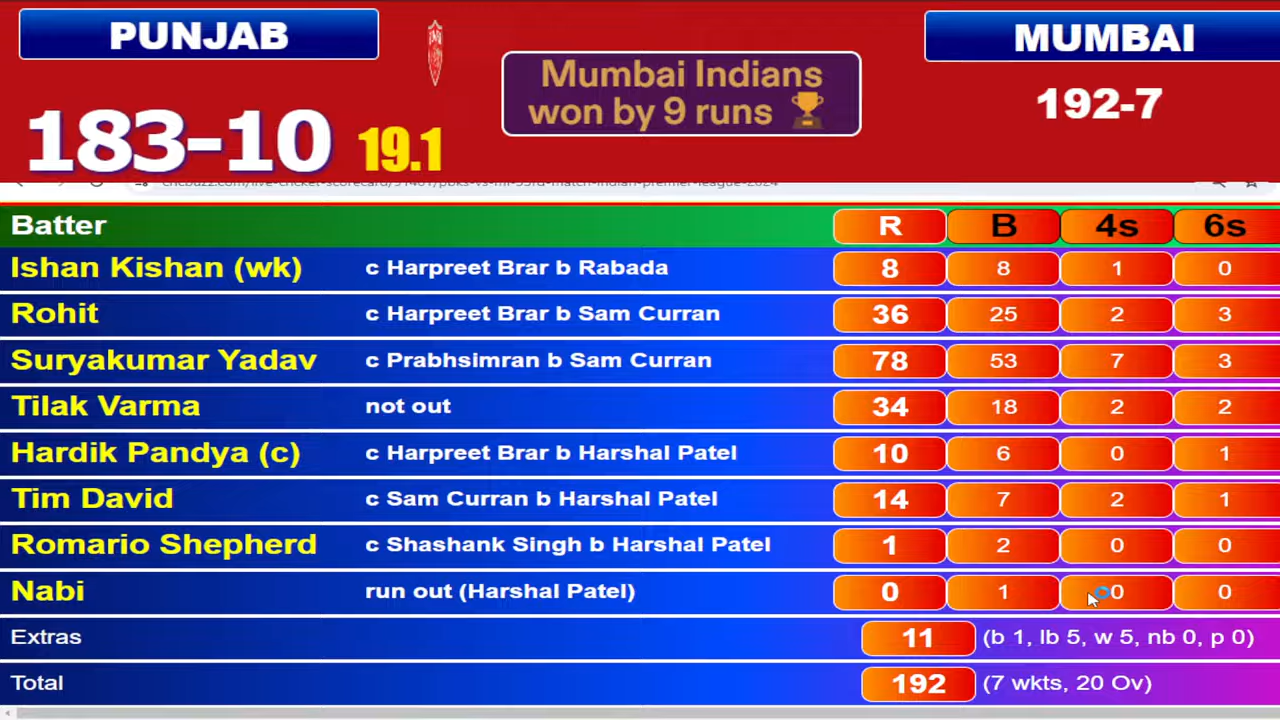 PUNJAB
MUMBAI
Mumbai Indians
won by 9 runs 🏆
192-7
183-10 19.1
Batter R B 4s 6s
Ishan Kishan (wk) c Harpreet Brar b Rabada 8 8 1 0
Rohit c Harpreet Brar b Sam Curran 36 25 2 3
Suryakumar Yadav c Prabhsimran b Sam Curran 78 53 7 3
Tilak Varma not out 34 18 2 2
Hardik Pandya (c) c Harpreet Brar b Harshal Patel 10 6 0 1
Tim David c Sam Curran b Harshal Patel 14 7 2 1
Romario Shepherd c Shashank Singh b Harshal Patel 1 2 0 0
Nabi run out (Harshal Patel) 0 1 0 0
Extras 11 (b 1, lb 5, w 5, nb 0, p 0)
Total 192 (7 wkts, 20 Ov)